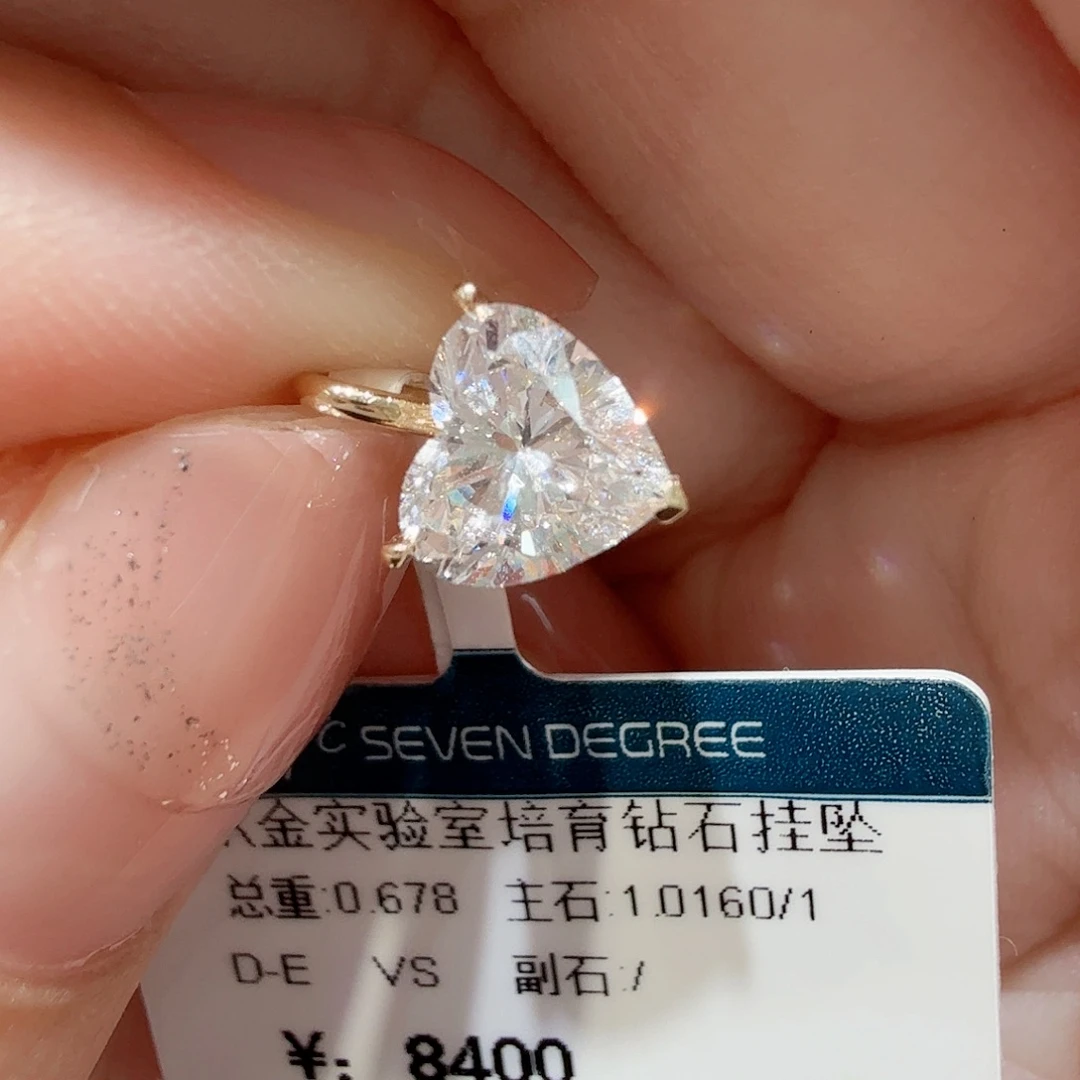 C SEVEN DEGREE
金实验室培育钻石挂坠
总重:0.678 主石:1.0160/1
D-E VS 副石:/
¥: 8400